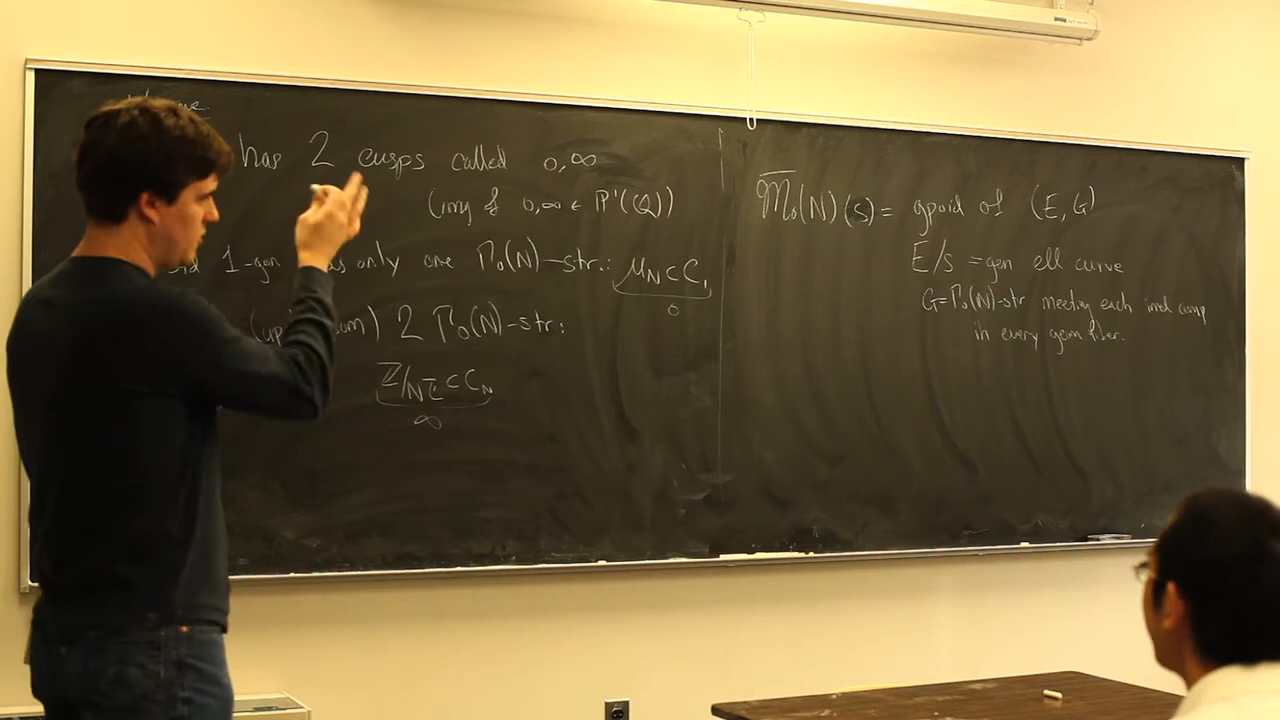 has 2 cusps called 0,∞
(img of 0,∞ ∈ P¹(Q))
1-gon has only one Γ₀(N)-str.: μ_N ⊂ C₁
0
2 Γ₀(N)-str:
Z/NZ ⊂ C_N
∞
𝔐̅₀(N)(S) = gpoid of (E,G)
E/S = gen ell curve
G = Γ₀(N)-str meeting each irred comp
in every geom fiber.